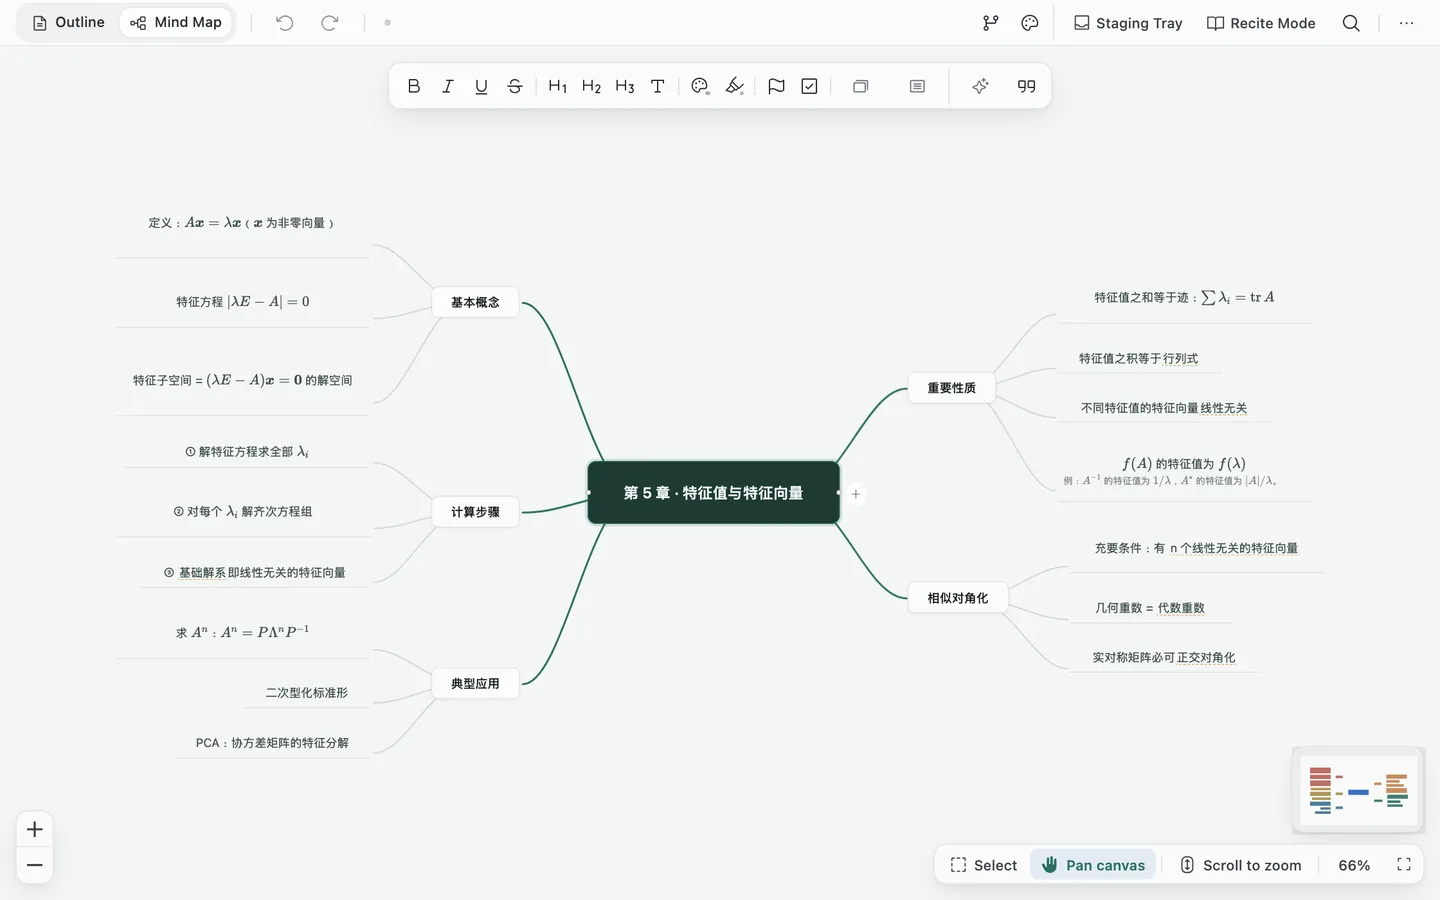 Outline
Mind Map
Staging Tray
Recite Mode
B I U S H1 H2 H3 T
定义：Ax = λx（x 为非零向量）
特征方程 |λE − A| = 0
特征子空间 = (λE − A)x = 0 的解空间
基本概念
① 解特征方程求全部 λᵢ
② 对每个 λᵢ 解齐次方程组
③ 基础解系即线性无关的特征向量
计算步骤
求 Aⁿ：Aⁿ = PΛⁿP⁻¹
二次型化标准形
PCA：协方差矩阵的特征分解
典型应用
第 5 章 · 特征值与特征向量
重要性质
特征值之和等于迹：∑ λᵢ = tr A
特征值之积等于行列式
不同特征值的特征向量线性无关
f(A) 的特征值为 f(λ)
例：A⁻¹ 的特征值为 1/λ，A* 的特征值为 |A|/λ。
相似对角化
充要条件：有 n 个线性无关的特征向量
几何重数 = 代数重数
实对称矩阵必可正交对角化
Select
Pan canvas
Scroll to zoom
66%